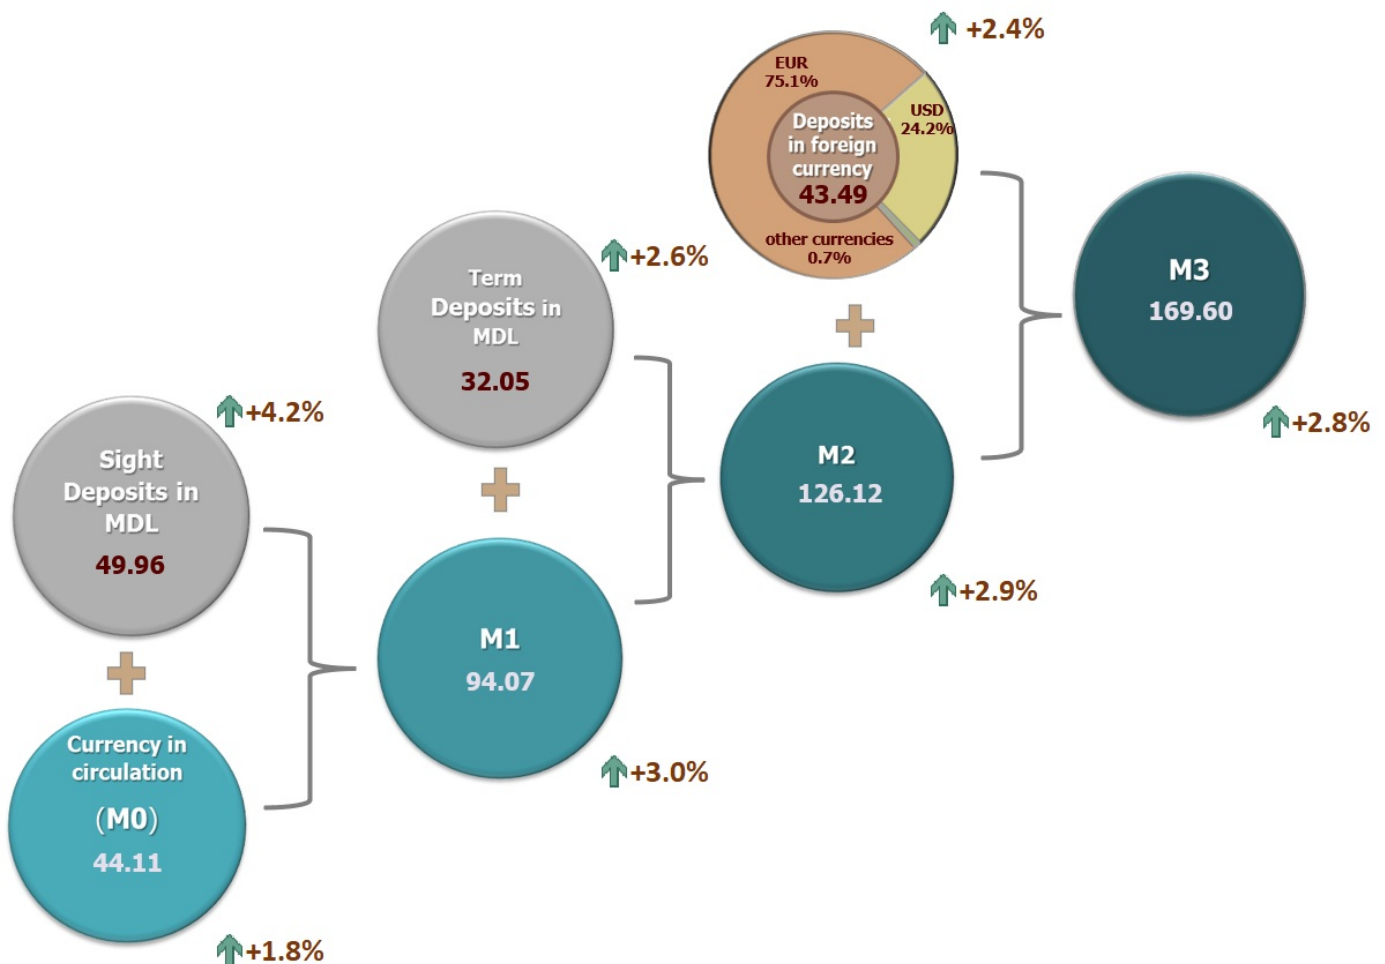 +2.4%
EUR
75.1%
USD
24.2%
Deposits
in foreign
currency
43.49
other currencies
0.7%
M3
169.60
+2.8%
+2.6%
Term
Deposits in
MDL
32.05
M2
126.12
+2.9%
+4.2%
Sight
Deposits in
MDL
49.96
M1
94.07
+3.0%
Currency in
circulation
(M0)
44.11
+1.8%